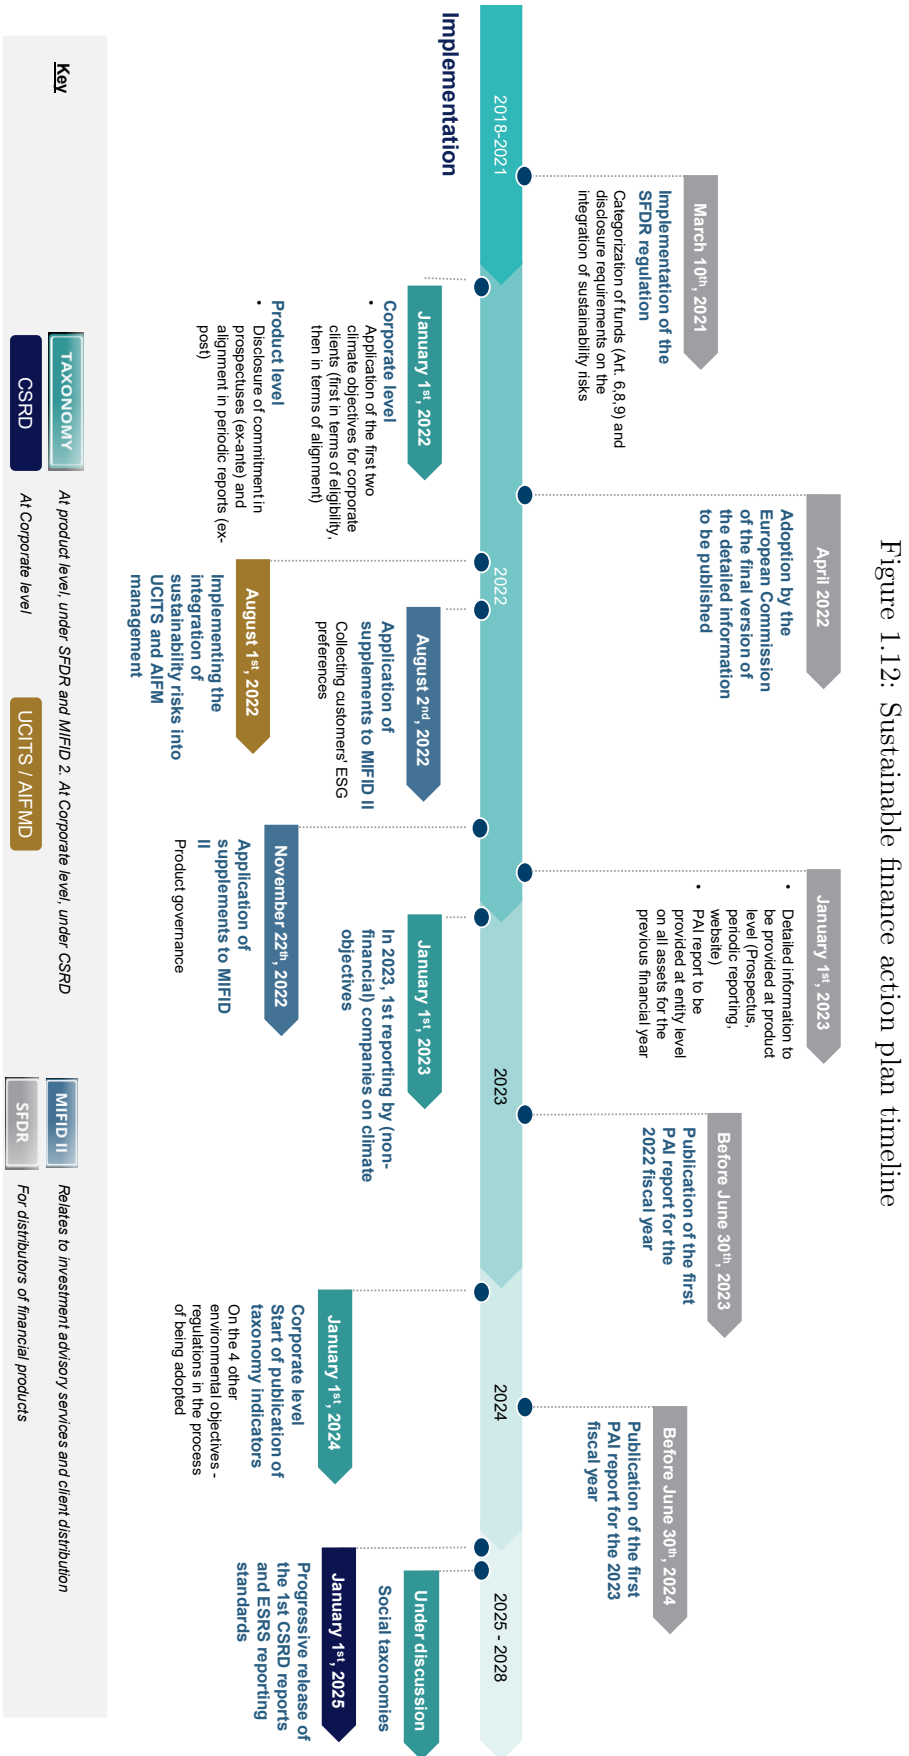 Figure 1.12: Sustainable finance action plan timeline
March 10th, 2021
Implementation of the
SFDR regulation
Categorization of funds (Art. 6,8,9) and
disclosure requirements on the
integration of sustainability risks
April 2022
Adoption by the
European Commission
of the final version of
the detailed information
to be published
January 1st, 2023
• Detailed information to
be provided at product
level (Prospectus,
periodic reporting,
website)
• PAI report to be
provided at entity level
on all assets for the
previous financial year
Before June 30th, 2023
Publication of the first
PAI report for the
2022 fiscal year
Before June 30th, 2024
Publication of the first
PAI report for the 2023
fiscal year
2018-2021
2022
2023
2024
2025 - 2028
Implementation
January 1st, 2022
Corporate level
• Application of the first two
climate objectives for corporate
clients (first in terms of eligibility,
then in terms of alignment)
Product level
• Disclosure of commitment in
prospectuses (ex-ante) and
alignment in periodic reports (ex-
post)
August 1st, 2022
Implementing the
integration of
sustainability risks into
UCITS and AIFM
management
August 2nd, 2022
Application of
supplements to MIFID II
Collecting customers' ESG
preferences
November 22th, 2022
Application of
supplements to MIFID
II
Product governance
January 1st, 2023
In 2023, 1st reporting by (non-
financial) companies on climate
objectives
January 1st, 2024
Corporate level
Start of publication of
taxonomy indicators
On the 4 other
environmental objectives -
regulations in the process
of being adopted
January 1st, 2025
Progressive release of
the 1st CSRD reports
and ESRS reporting
standards
Under discussion
Social taxonomies
Key
TAXONOMY
At product level, under SFDR and MIFID 2. At Corporate level, under CSRD
MIFID II
Relates to investment advisory services and client distribution
CSRD
At Corporate level
UCITS / AIFMD
SFDR
For distributors of financial products